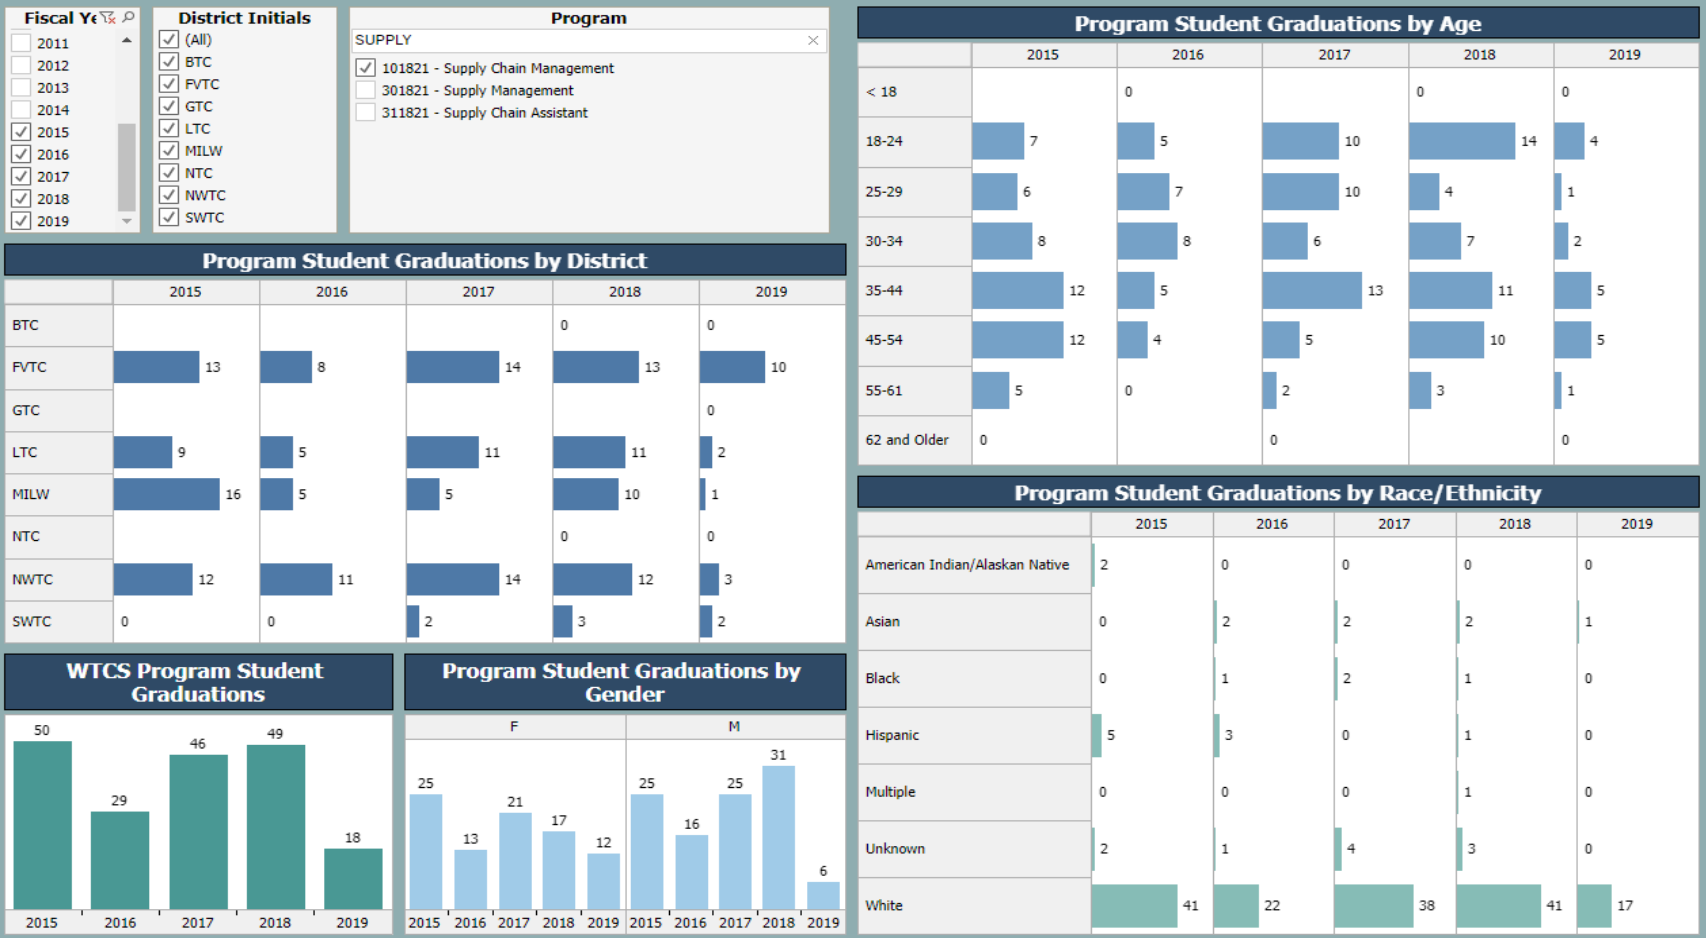 Fiscal Ye
2011
2012
2013
2014
2015
2016
2017
2018
2019
District Initials
(All)
BTC
FVTC
GTC
LTC
MILW
NTC
NWTC
SWTC
Program
SUPPLY
101821 - Supply Chain Management
301821 - Supply Management
311821 - Supply Chain Assistant
Program Student Graduations by District
2015 2016 2017 2018 2019
BTC 0 0
FVTC 13 8 14 13 10
GTC 0
LTC 9 5 11 11 2
MILW 16 5 5 10 1
NTC 0 0
NWTC 12 11 14 12 3
SWTC 0 0 2 3 2
WTCS Program Student
Graduations
50 29 46 49 18
2015 2016 2017 2018 2019
Program Student Graduations by
Gender
F M
25 13 21 17 12 25 16 25 31 6
2015 2016 2017 2018 2019 2015 2016 2017 2018 2019
Program Student Graduations by Age
2015 2016 2017 2018 2019
< 18 0 0 0
18-24 7 5 10 14 4
25-29 6 7 10 4 1
30-34 8 8 6 7 2
35-44 12 5 13 11 5
45-54 12 4 5 10 5
55-61 5 0 2 3 1
62 and Older 0 0 0
Program Student Graduations by Race/Ethnicity
2015 2016 2017 2018 2019
American Indian/Alaskan Native 2 0 0 0 0
Asian 0 2 2 2 1
Black 0 1 2 1 0
Hispanic 5 3 0 1 0
Multiple 0 0 0 1 0
Unknown 2 1 4 3 0
White 41 22 38 41 17